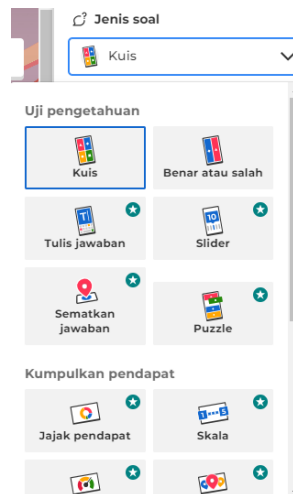 Jenis soal
Kuis
Uji pengetahuan
Kuis
Benar atau salah
Tulis jawaban
Slider
Sematkan
jawaban
Puzzle
Kumpulkan pendapat
Jajak pendapat
Skala